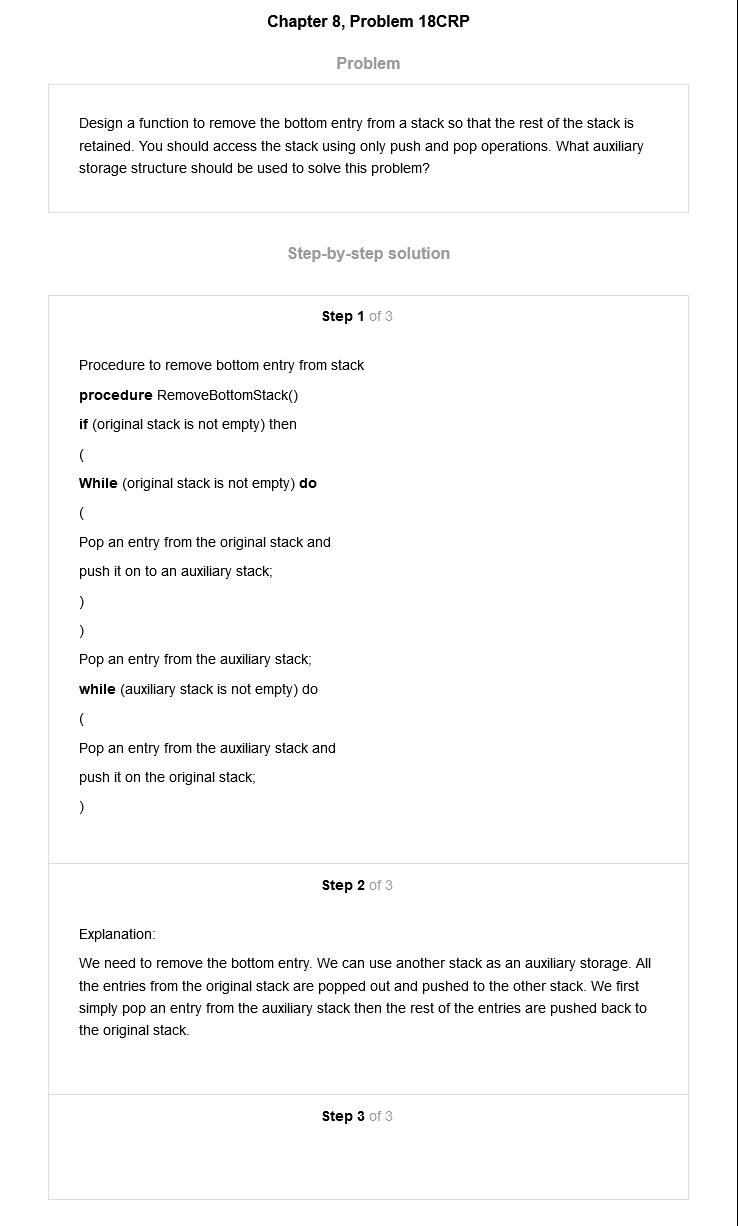 Chapter 8, Problem 18CRP
Problem
Design a function to remove the bottom entry from a stack so that the rest of the stack is
retained. You should access the stack using only push and pop operations. What auxiliary
storage structure should be used to solve this problem?
Step-by-step solution
Step 1 of 3
Procedure to remove bottom entry from stack
procedure RemoveBottomStack()
if (original stack is not empty) then
(
While (original stack is not empty) do
(
Pop an entry from the original stack and
push it on to an auxiliary stack;
)
)
Pop an entry from the auxiliary stack;
while (auxiliary stack is not empty) do
(
Pop an entry from the auxiliary stack and
push it on the original stack;
)
Step 2 of 3
Explanation:
We need to remove the bottom entry. We can use another stack as an auxiliary storage. All
the entries from the original stack are popped out and pushed to the other stack. We first
simply pop an entry from the auxiliary stack then the rest of the entries are pushed back to
the original stack.
Step 3 of 3